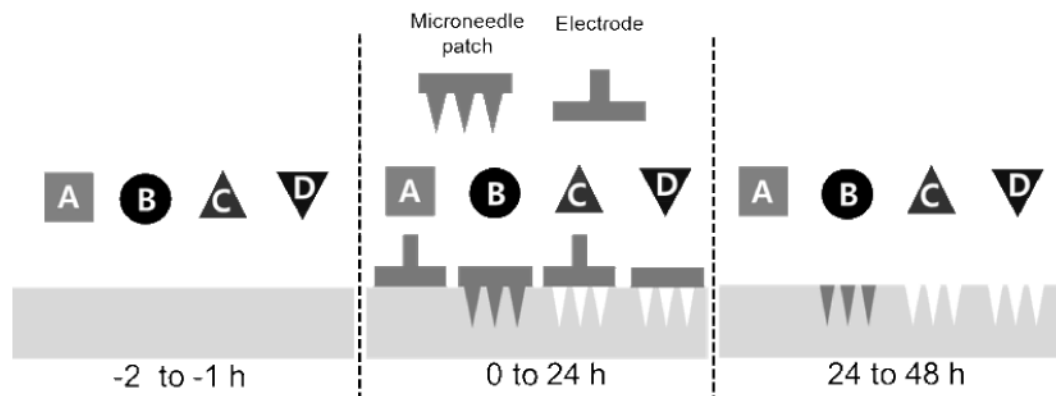 Microneedle
patch
Electrode
A B C D
A B C D
A B C D
-2 to -1 h
0 to 24 h
24 to 48 h